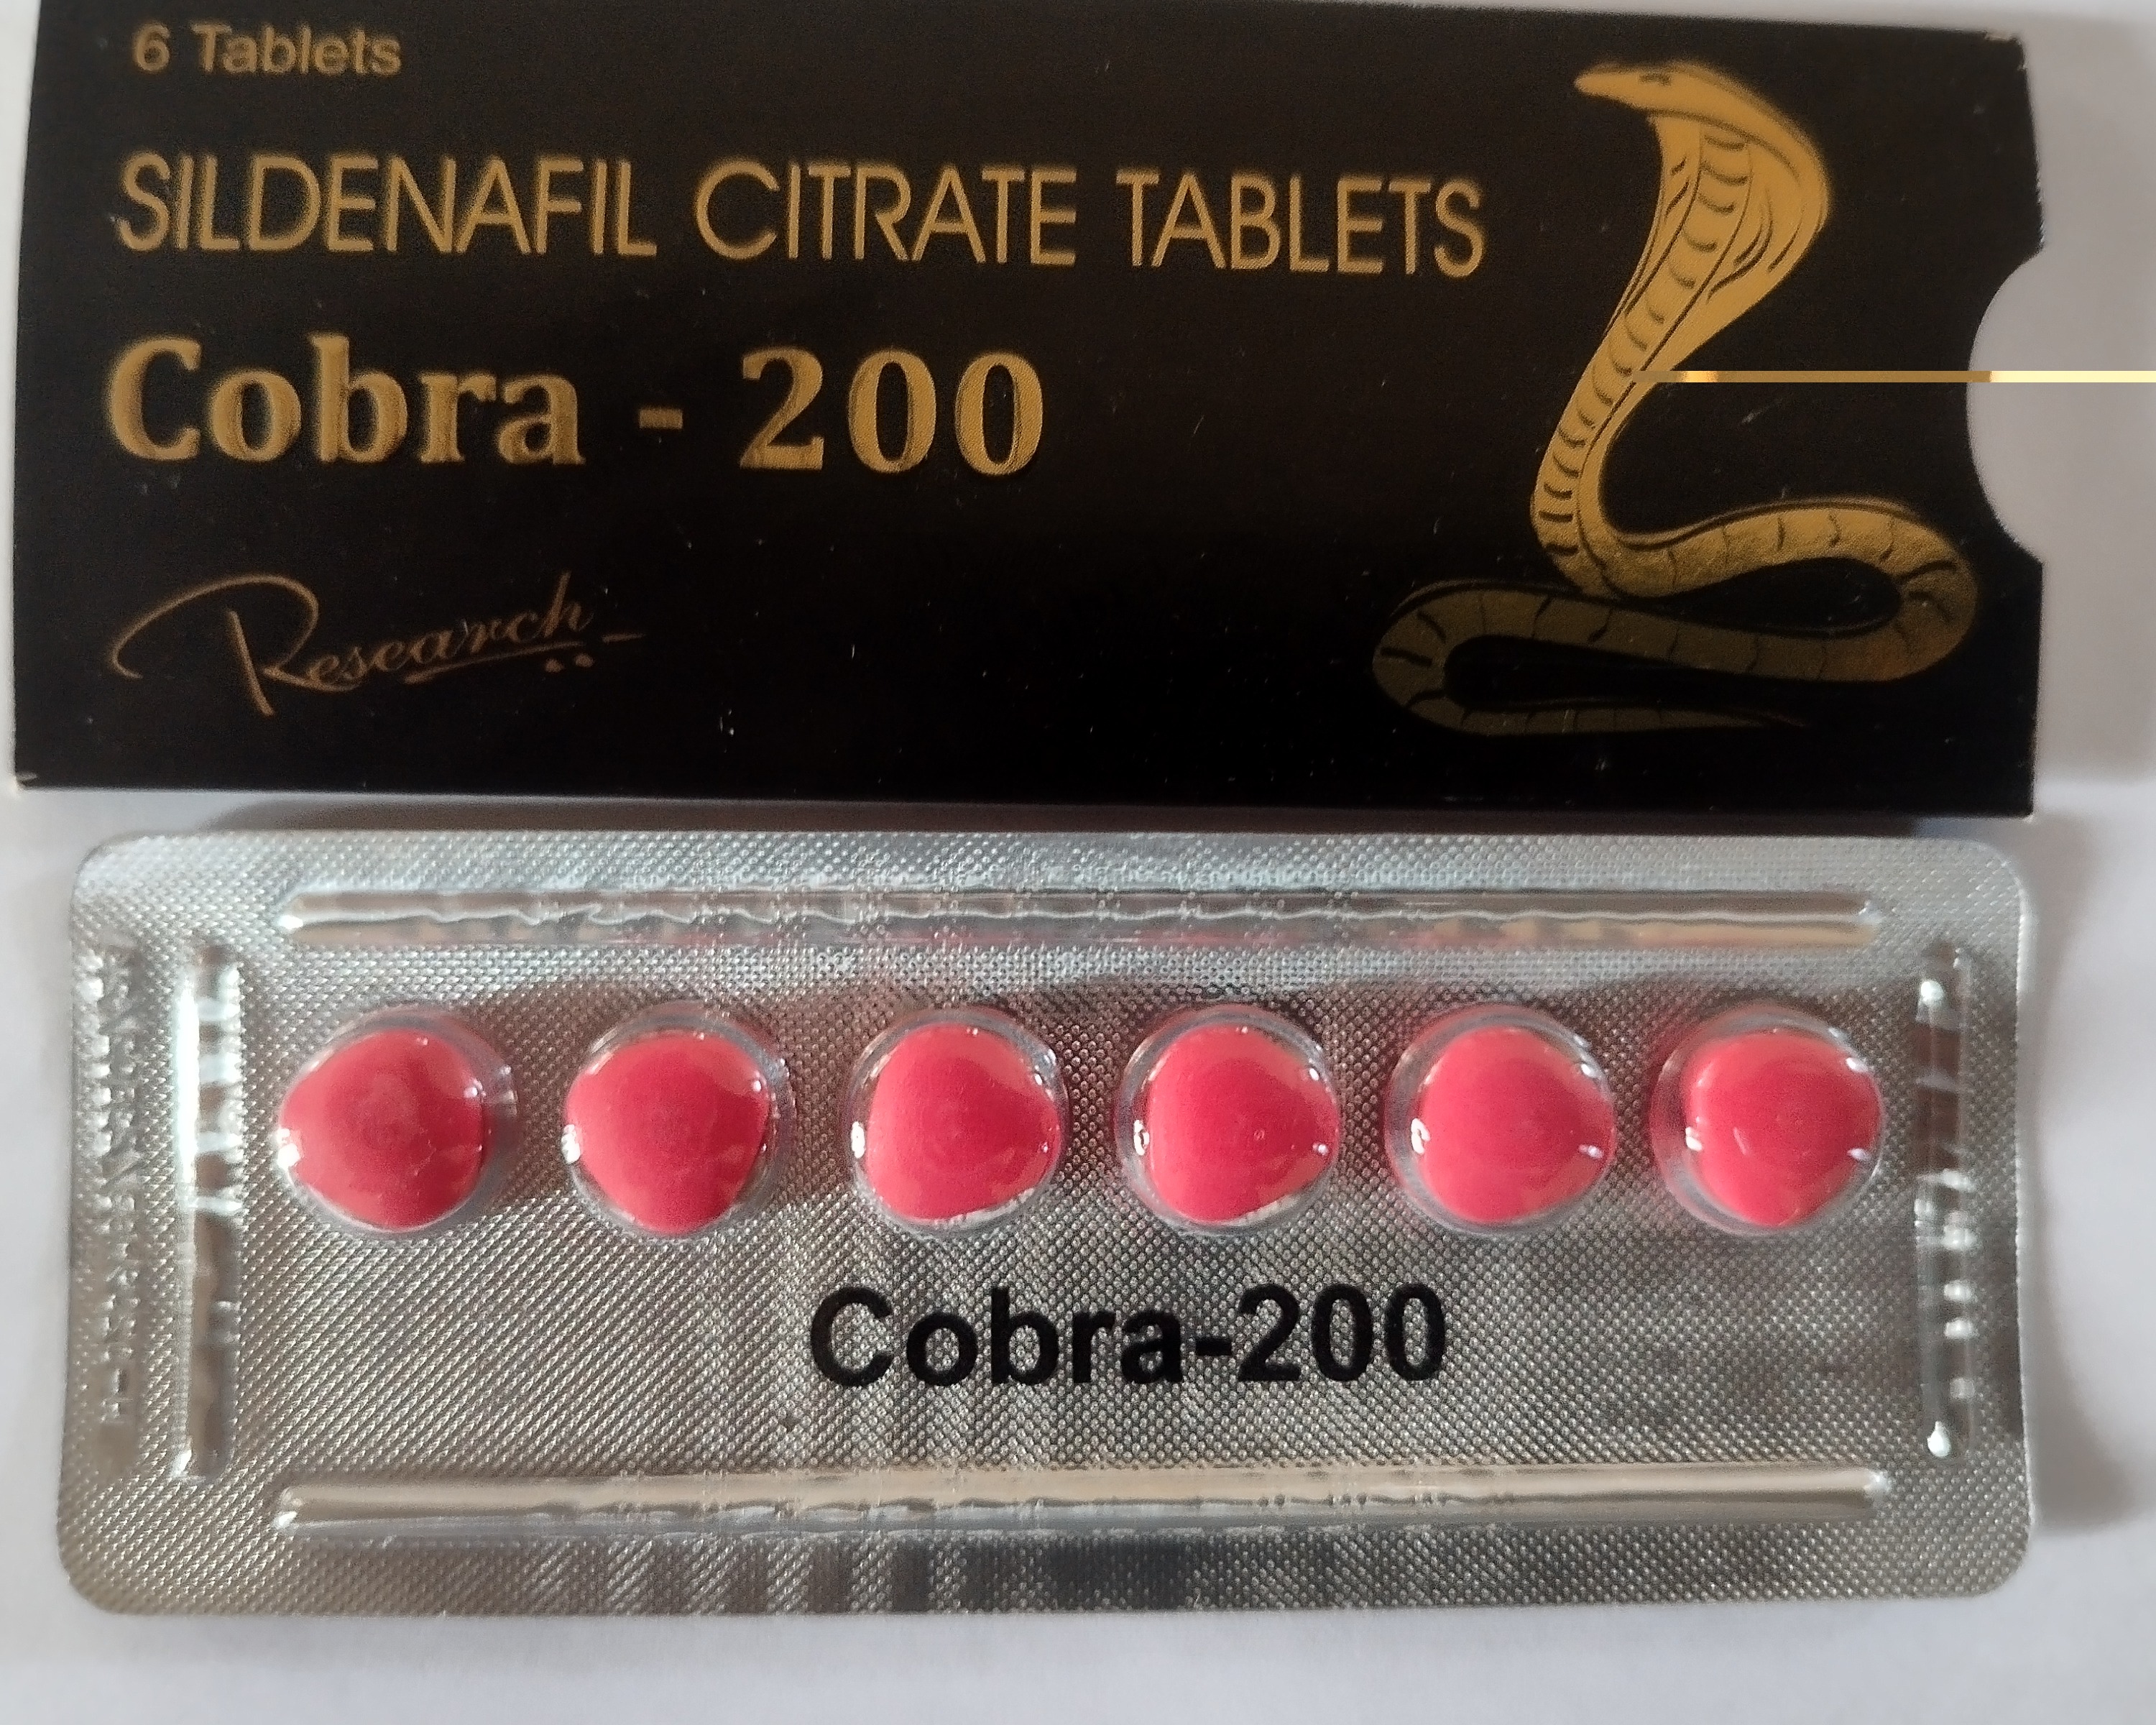 6 Tablets
SILDENAFIL CITRATE TABLETS
Cobra - 200
Research
Cobra-200